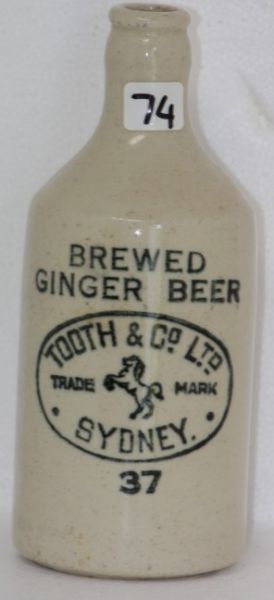 74
BREWED
GINGER BEER
TOOTH & Co. LTD
TRADE MARK
· SYDNEY. ·
37